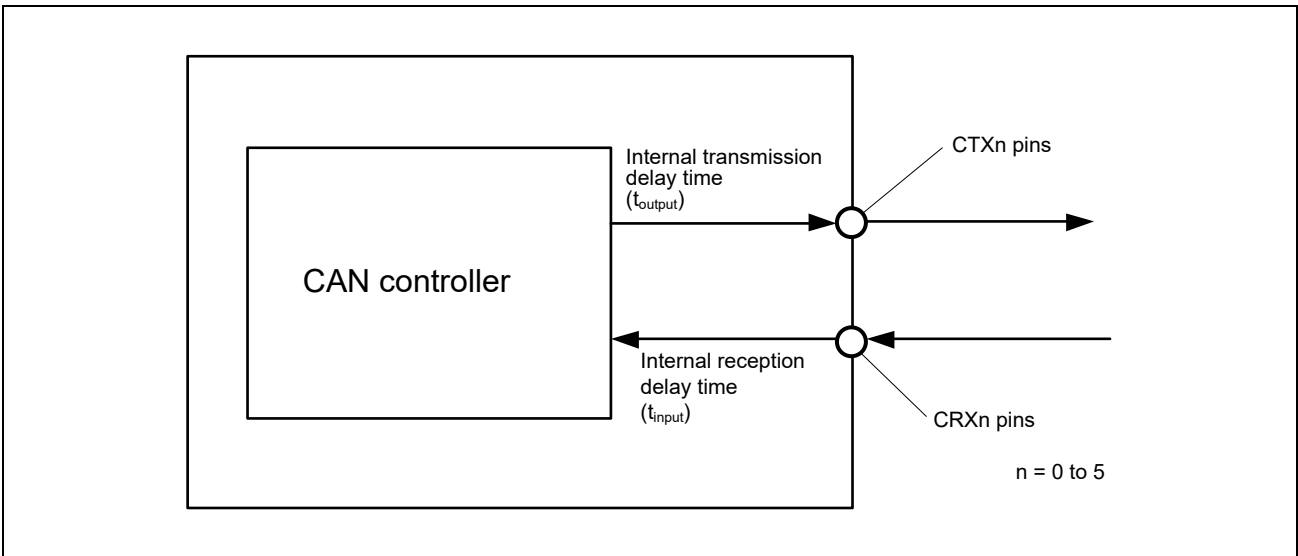 Internal transmission
delay time
(toutput)
CTXn pins
CAN controller
Internal reception
delay time
(tinput)
CRXn pins
n = 0 to 5